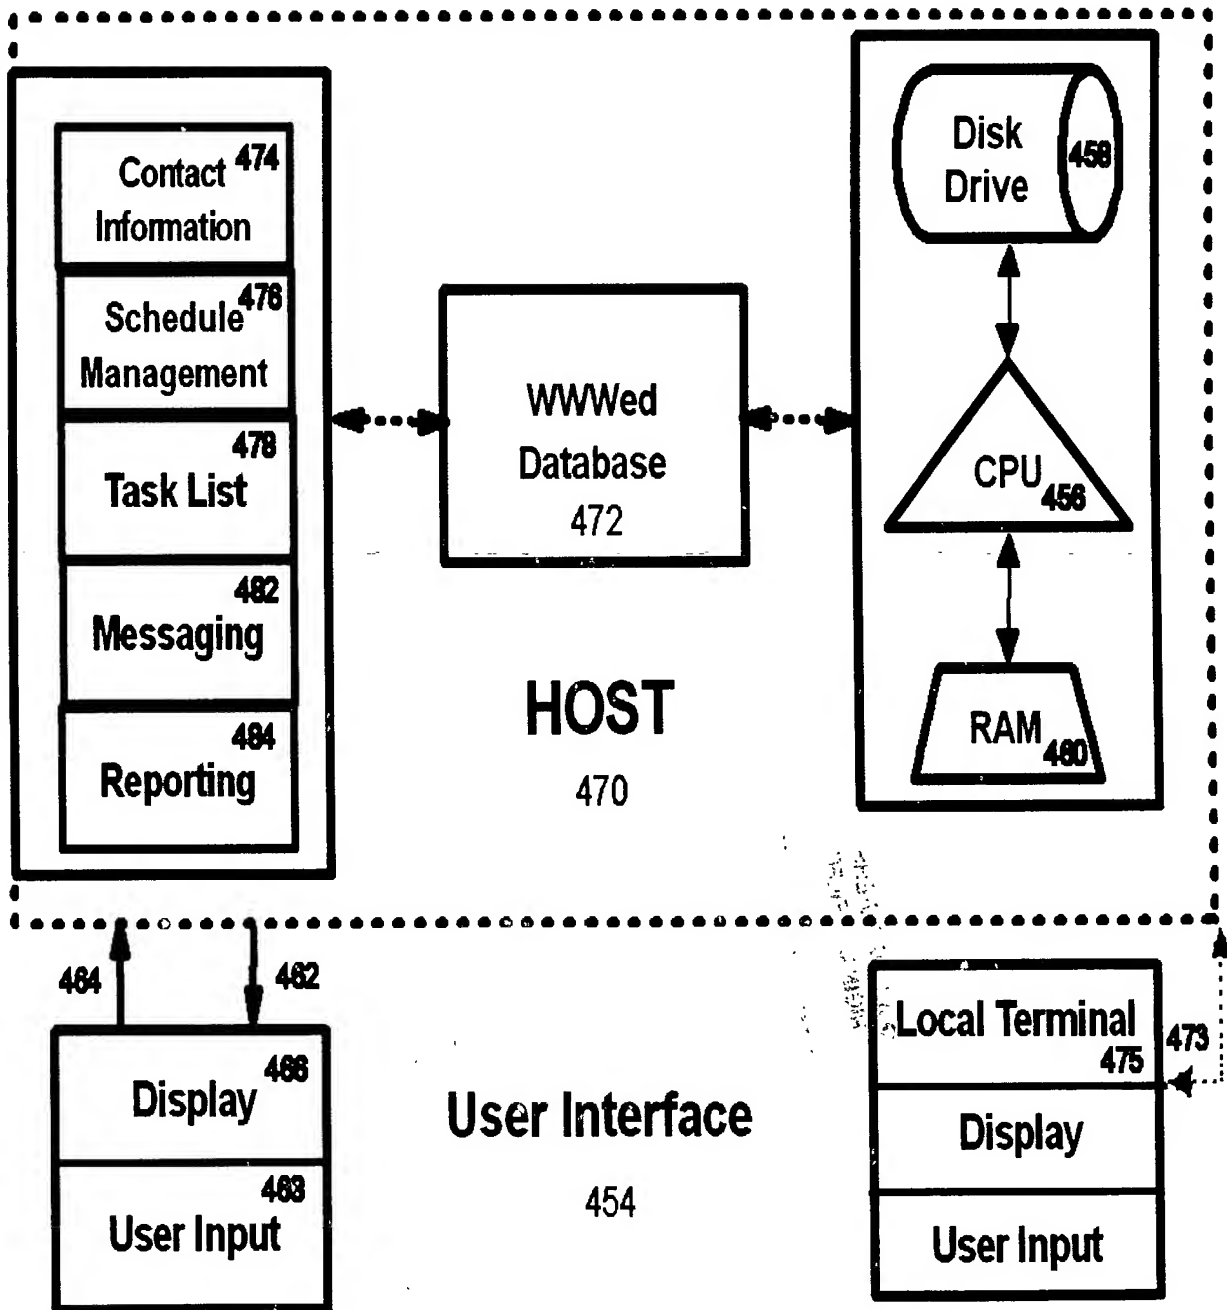 474
Contact
Information
476
Schedule
Management
478
Task List
482
Messaging
484
Reporting
WWWed
Database
472
HOST
470
Disk
Drive
458
CPU
456
RAM
460
464
462
466
Display
463
User Input
User Interface
454
Local Terminal
475
473
Display
User Input